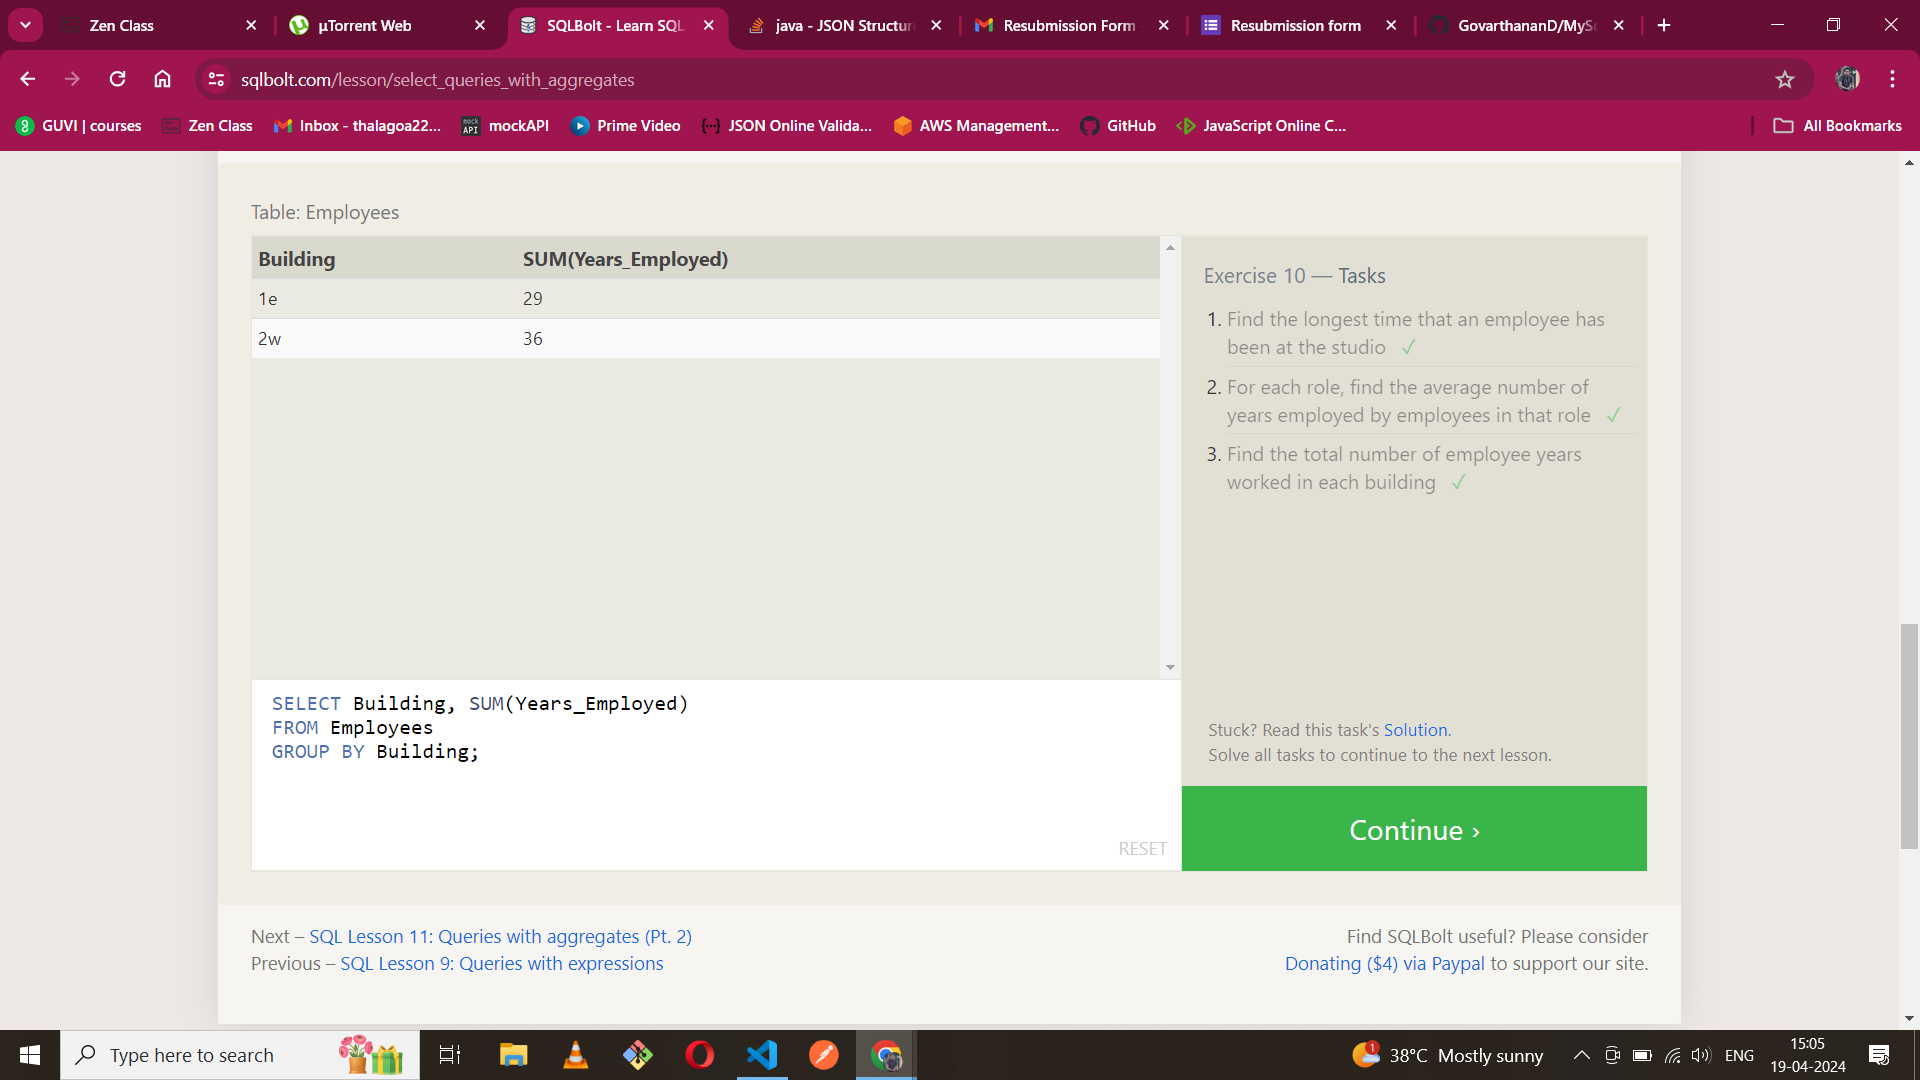 Zen Class
µTorrent Web
SQLBolt - Learn SQL
java - JSON Structur
Resubmission Form
Resubmission form
GovarthananD/MySQ
sqlbolt.com/lesson/select_queries_with_aggregates
GUVI | courses
Zen Class
Inbox - thalagoa22...
mock API
mockAPI
Prime Video
JSON Online Valida...
AWS Management...
GitHub
JavaScript Online C...
All Bookmarks
Table: Employees
Building SUM(Years_Employed)
1e 29
2w 36
SELECT Building, SUM(Years_Employed)
FROM Employees
GROUP BY Building;
RESET
Exercise 10 — Tasks
1. Find the longest time that an employee has
been at the studio ✓
2. For each role, find the average number of
years employed by employees in that role ✓
3. Find the total number of employee years
worked in each building ✓
Stuck? Read this task's Solution.
Solve all tasks to continue to the next lesson.
Continue ›
Next – SQL Lesson 11: Queries with aggregates (Pt. 2)
Previous – SQL Lesson 9: Queries with expressions
Find SQLBolt useful? Please consider
Donating ($4) via Paypal to support our site.
Type here to search
1
38°C Mostly sunny
ENG
15:05
19-04-2024